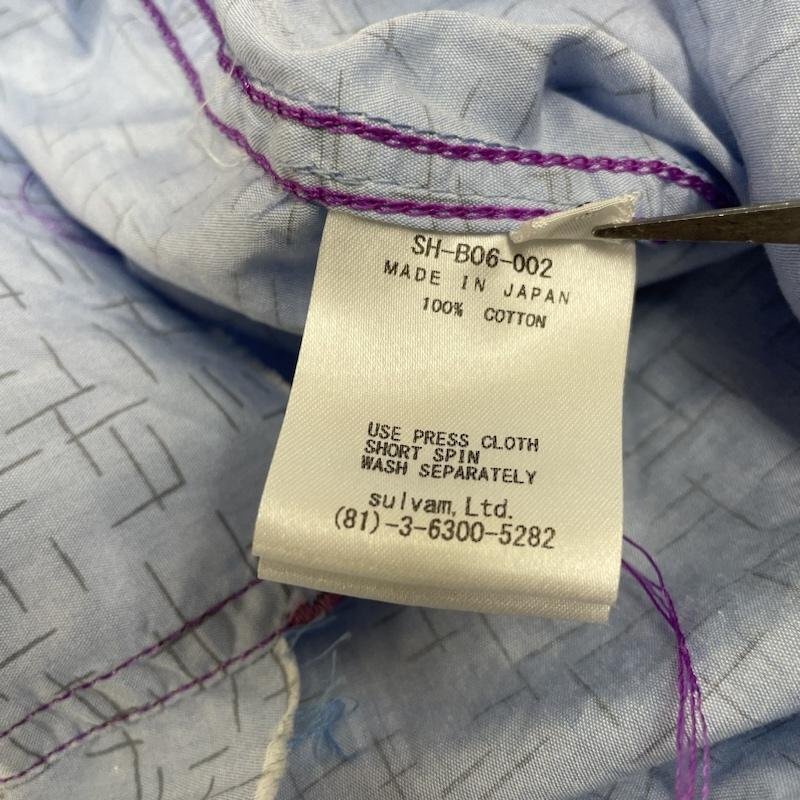 SH-B06-002
MADE IN JAPAN
100% COTTON
USE PRESS CLOTH
SHORT SPIN
WASH SEPARATELY
sulvam, Ltd.
(81)-3-6300-5282